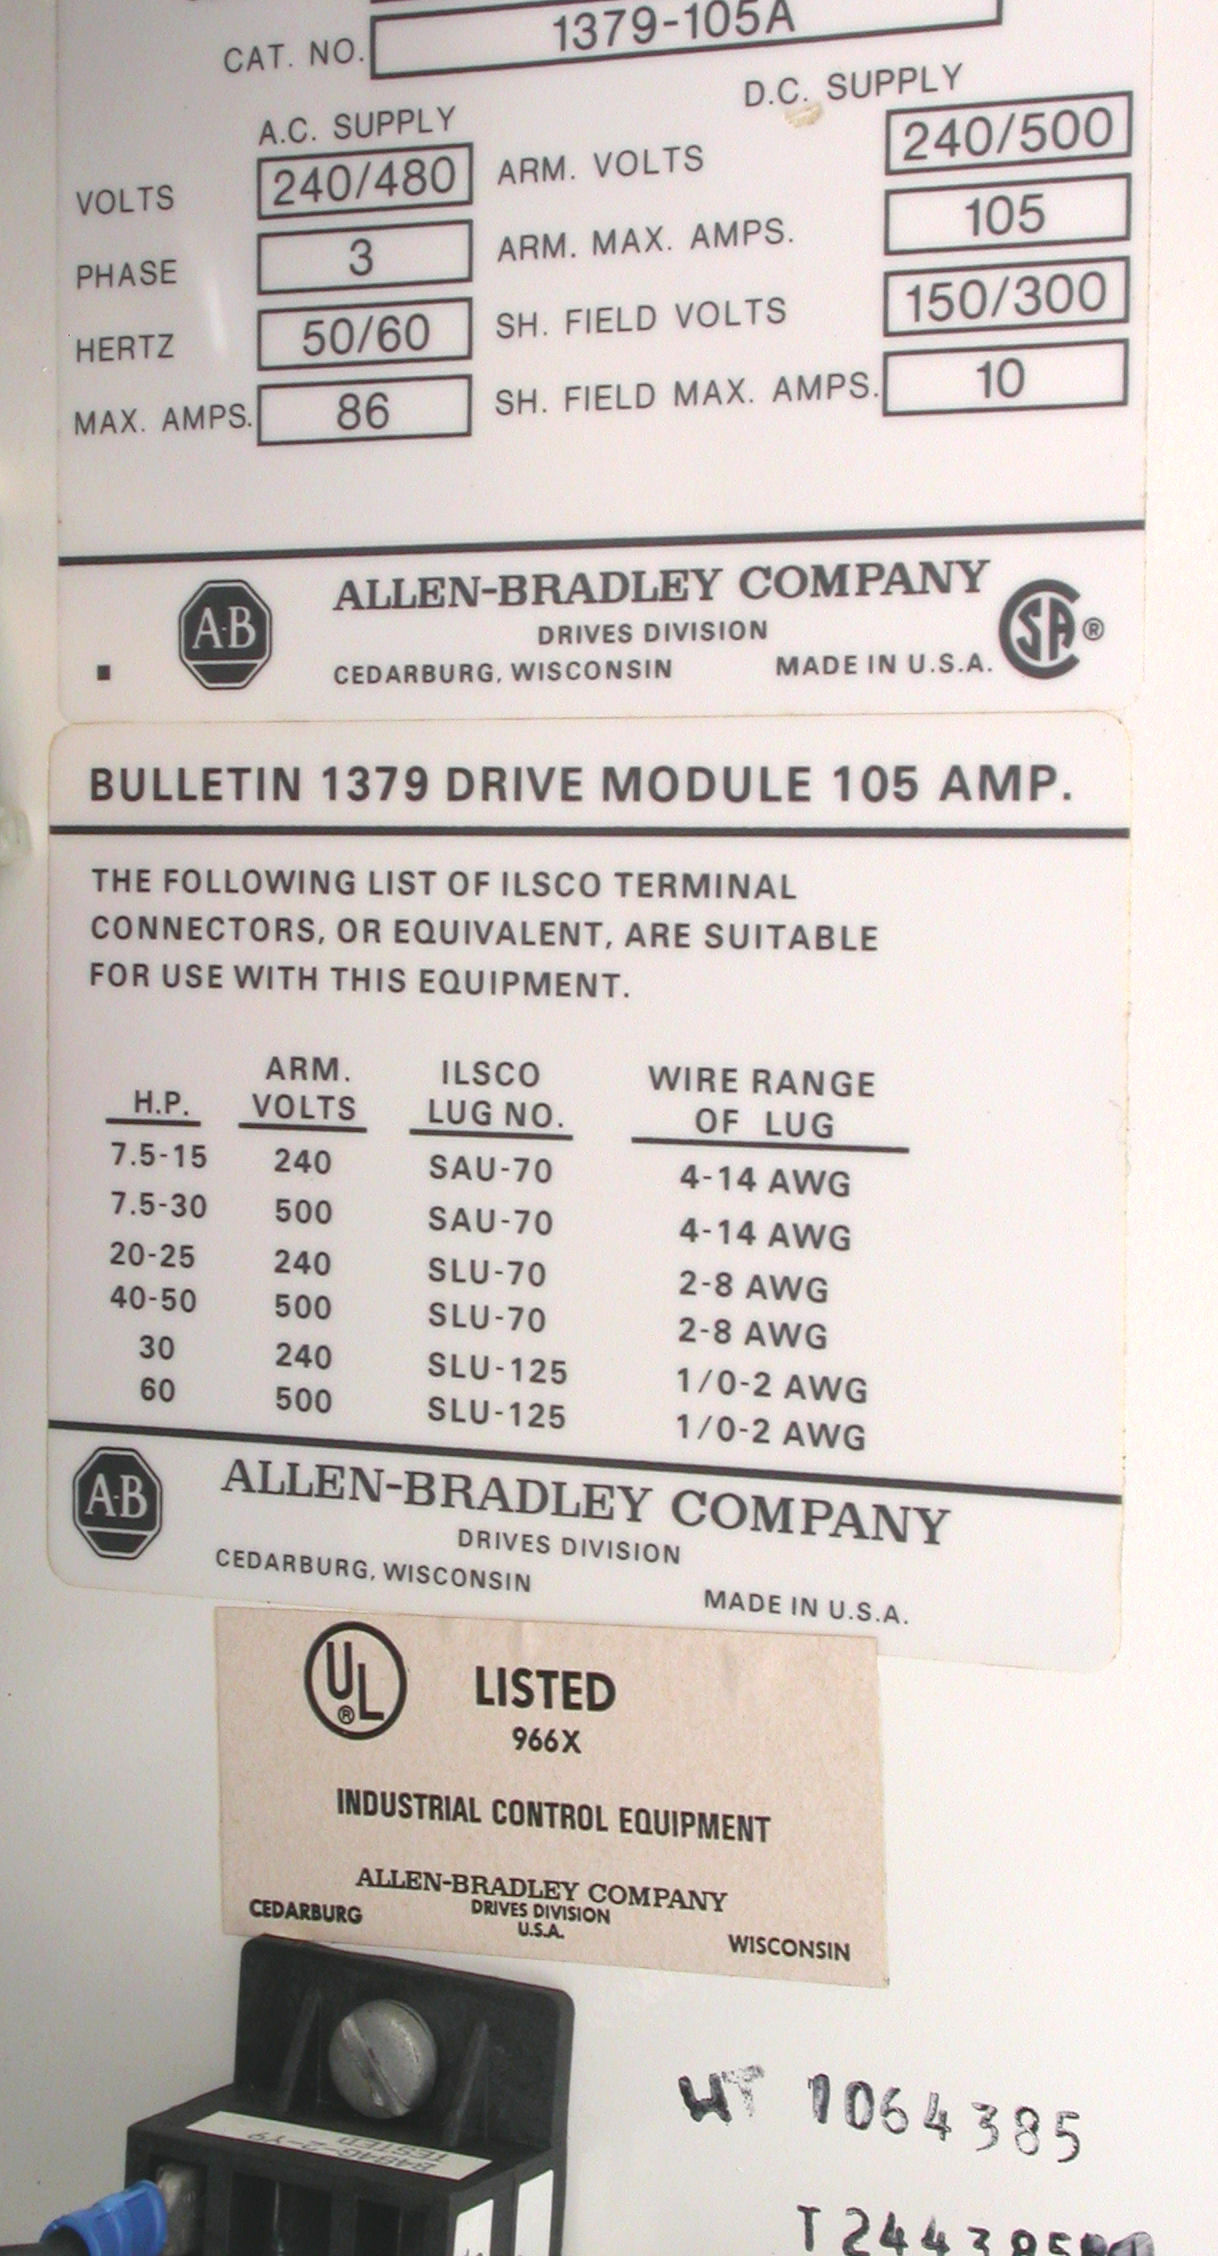 CAT. NO. 1379-105A
A.C. SUPPLY D.C. SUPPLY
VOLTS 240/480 ARM. VOLTS 240/500
PHASE 3 ARM. MAX. AMPS. 105
HERTZ 50/60 SH. FIELD VOLTS 150/300
MAX. AMPS. 86 SH. FIELD MAX. AMPS. 10
A-B ALLEN-BRADLEY COMPANY CSA ®
DRIVES DIVISION
CEDARBURG, WISCONSIN MADE IN U.S.A.
BULLETIN 1379 DRIVE MODULE 105 AMP.
THE FOLLOWING LIST OF ILSCO TERMINAL
CONNECTORS, OR EQUIVALENT, ARE SUITABLE
FOR USE WITH THIS EQUIPMENT.
ARM. ILSCO WIRE RANGE
H.P. VOLTS LUG NO. OF LUG
7.5-15 240 SAU-70 4-14 AWG
7.5-30 500 SAU-70 4-14 AWG
20-25 240 SLU-70 2-8 AWG
40-50 500 SLU-70 2-8 AWG
30 240 SLU-125 1/0-2 AWG
60 500 SLU-125 1/0-2 AWG
A-B ALLEN-BRADLEY COMPANY
DRIVES DIVISION
CEDARBURG, WISCONSIN MADE IN U.S.A.
UL ® LISTED
966X
INDUSTRIAL CONTROL EQUIPMENT
ALLEN-BRADLEY COMPANY
CEDARBURG DRIVES DIVISION
U.S.A. WISCONSIN
TESTED
1064385